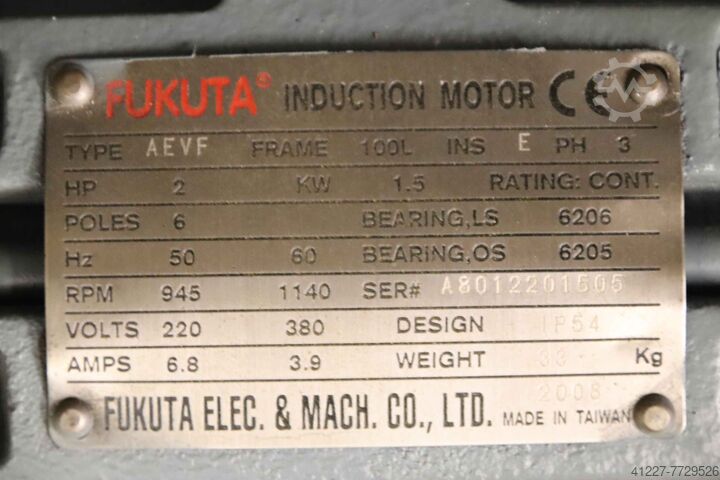 FUKUTA® INDUCTION MOTOR CE
TYPE AEVF FRAME 100L INS E PH 3
HP 2 KW 1.5 RATING: CONT.
POLES 6 BEARING,LS 6206
Hz 50 60 BEARING,OS 6205
RPM 945 1140 SER# A8012201505
VOLTS 220 380 DESIGN IP54
AMPS 6.8 3.9 WEIGHT 33 Kg
2008
FUKUTA ELEC. & MACH. CO., LTD. MADE IN TAIWAN
41227-7729526